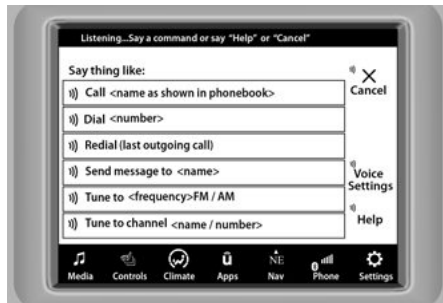 Listening...Say a command or say "Help" or "Cancel"
Say thing like:
Call <name as shown in phonebook>
Dial <number>
Redial (last outgoing call)
Send message to <name>
Tune to <frequency>FM / AM
Tune to channel <name / number>
Cancel
Voice
Settings
Help
NE
Media Controls Climate Apps Nav Phone Settings